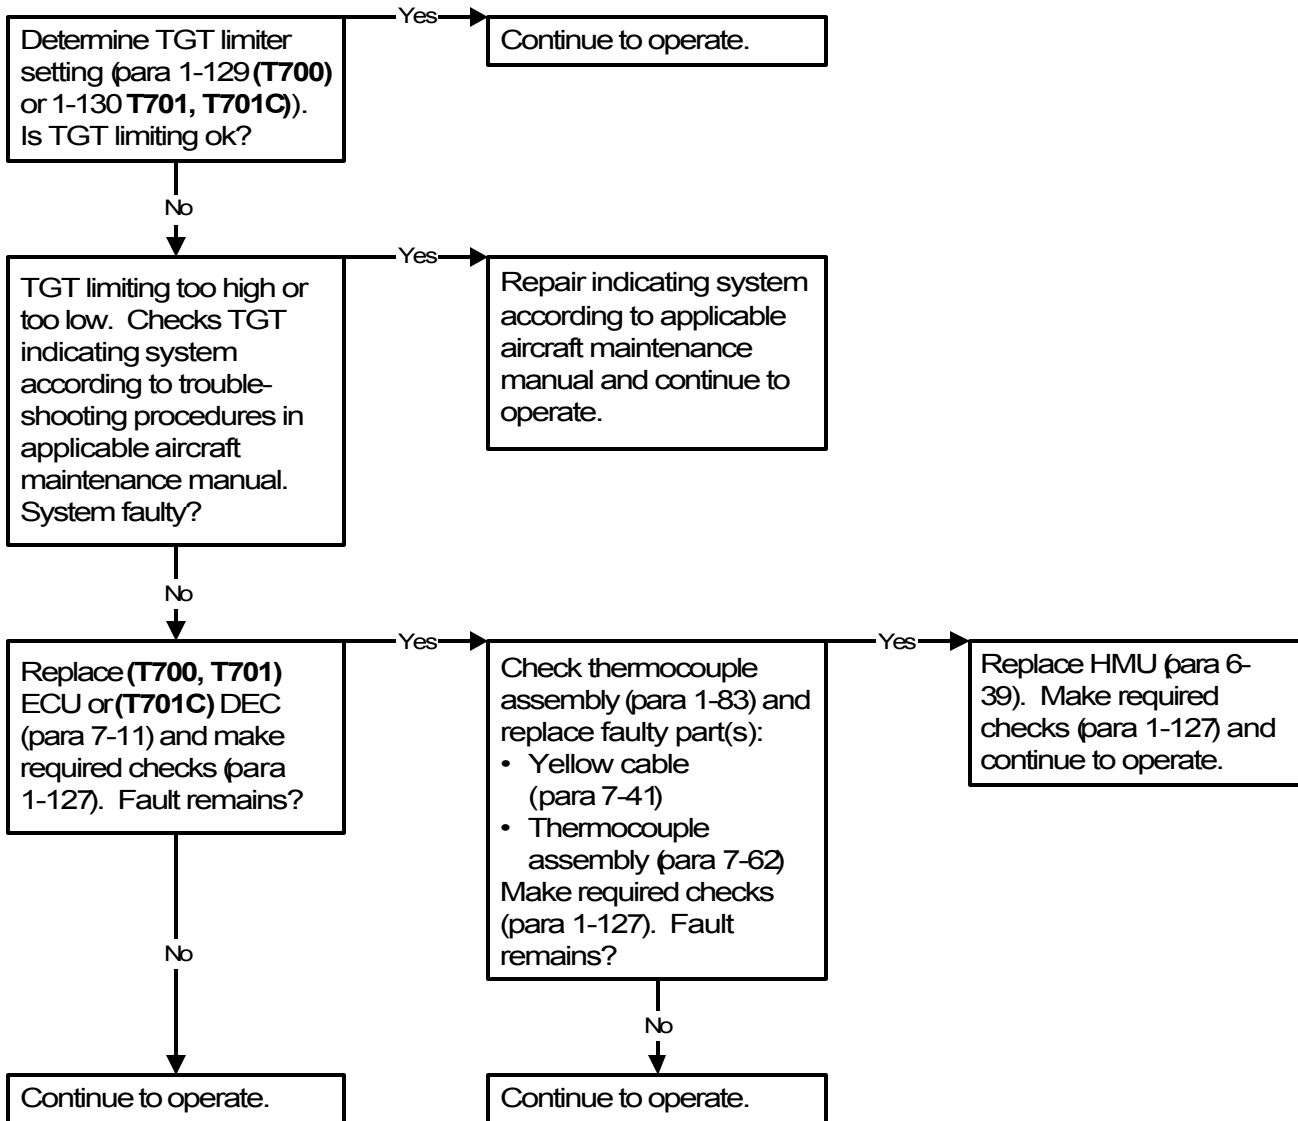 Yes
Determine TGT limiter
setting (para 1-129 (T700)
or 1-130 T701, T701C)).
Is TGT limiting ok?
Continue to operate.
No
Yes
TGT limiting too high or
too low. Checks TGT
indicating system
according to trouble-
shooting procedures in
applicable aircraft
maintenance manual.
System faulty?
Repair indicating system
according to applicable
aircraft maintenance
manual and continue to
operate.
No
Yes
Yes
Replace (T700, T701)
ECU or (T701C) DEC
(para 7-11) and make
required checks (para
1-127). Fault remains?
Check thermocouple
assembly (para 1-83) and
replace faulty part(s):
• Yellow cable
(para 7-41)
• Thermocouple
assembly (para 7-62)
Make required checks
(para 1-127). Fault
remains?
Replace HMU (para 6-
39). Make required
checks (para 1-127) and
continue to operate.
No
No
Continue to operate.
Continue to operate.